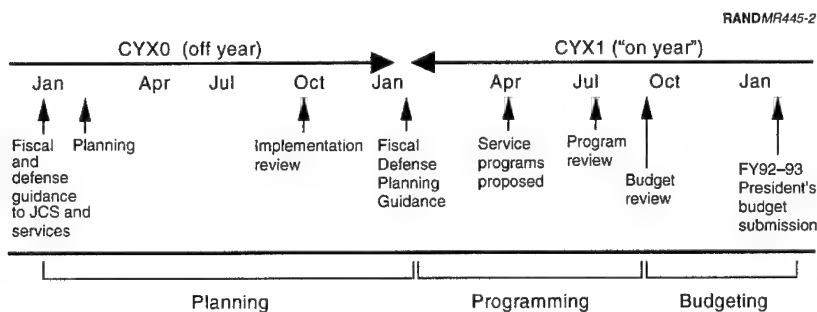 RANDMR445-2
CYX0 (off year)
CYX1 ("on year")
Jan Apr Jul Oct Jan Apr Jul Oct Jan
Fiscal
and
defense
guidance
to JCS and
services
Planning
Implementation
review
Fiscal
Defense
Planning
Guidance
Service
programs
proposed
Program
review
Budget
review
FY92–93
President's
budget
submission
Planning
Programming
Budgeting